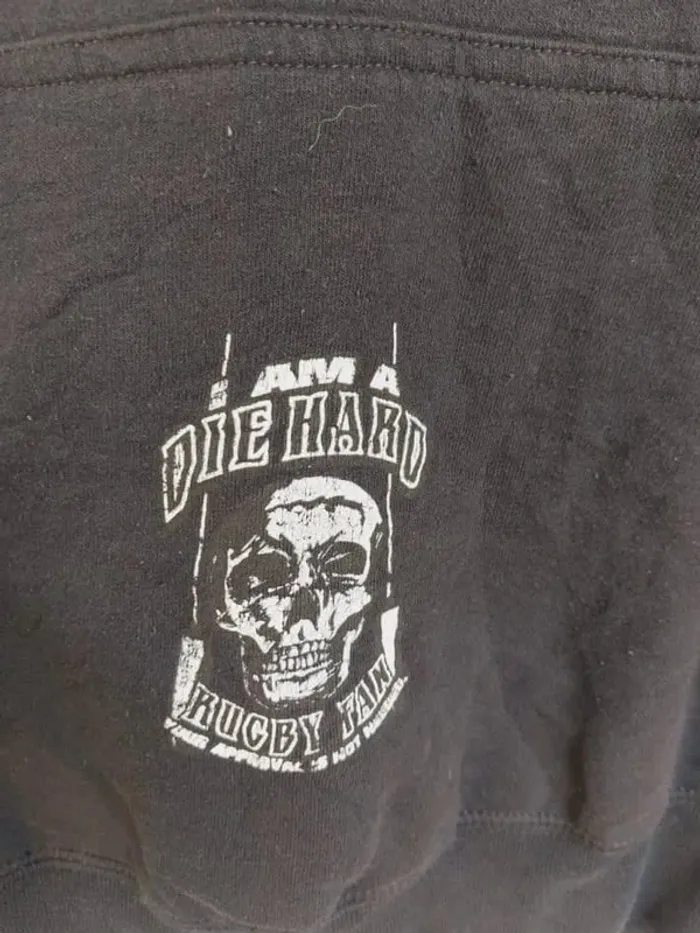 I AM A
DIE HARD
RUGBY FAN
YOUR APPROVAL IS NOT NEEDED.